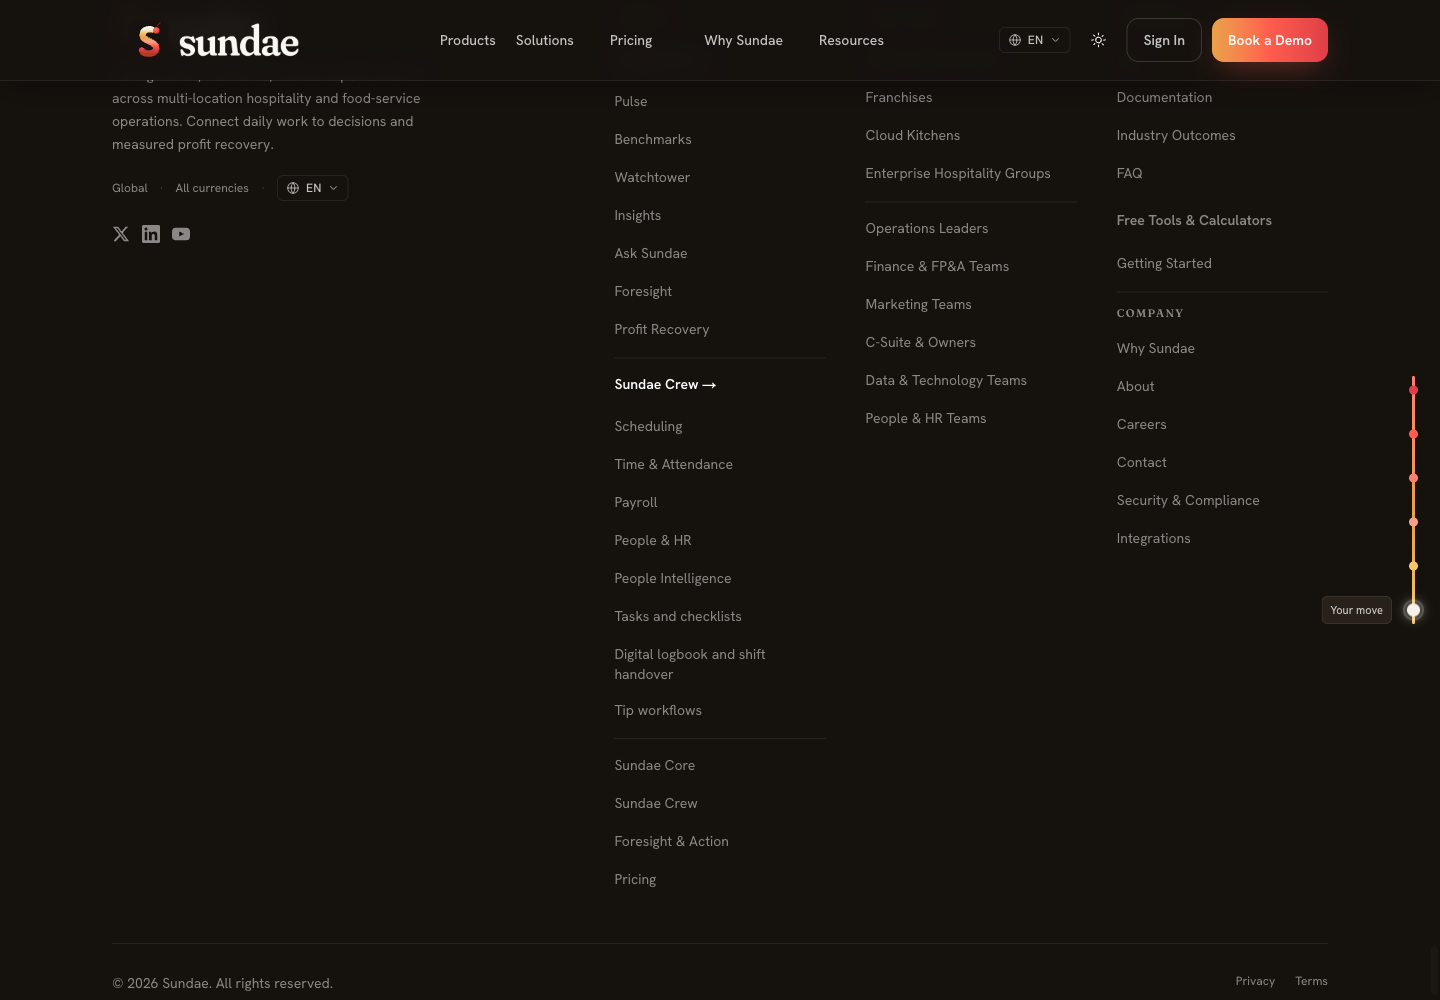 sundae
Products
Solutions
Pricing
Why Sundae
Resources
EN
Sign In
Book a Demo
across multi-location hospitality and food-service
operations. Connect daily work to decisions and
measured profit recovery.
Global · All currencies ·
EN
Pulse
Benchmarks
Watchtower
Insights
Ask Sundae
Foresight
Profit Recovery
Sundae Crew →
Scheduling
Time & Attendance
Payroll
People & HR
People Intelligence
Tasks and checklists
Digital logbook and shift
handover
Tip workflows
Sundae Core
Sundae Crew
Foresight & Action
Pricing
Franchises
Cloud Kitchens
Enterprise Hospitality Groups
Operations Leaders
Finance & FP&A Teams
Marketing Teams
C-Suite & Owners
Data & Technology Teams
People & HR Teams
Documentation
Industry Outcomes
FAQ
Free Tools & Calculators
Getting Started
COMPANY
Why Sundae
About
Careers
Contact
Security & Compliance
Integrations
Your move
© 2026 Sundae. All rights reserved.
Privacy
Terms